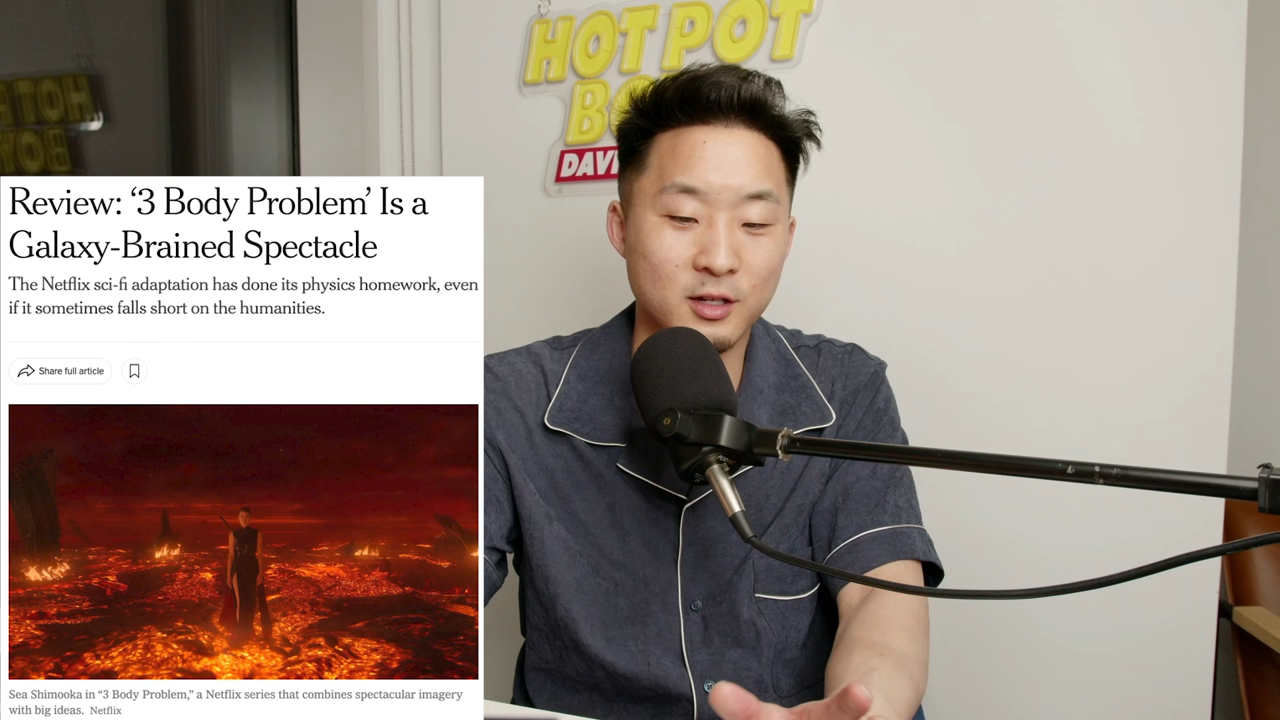 HOT POT
BO
DAVI
Review: ‘3 Body Problem’ Is a
Galaxy-Brained Spectacle
The Netflix sci-fi adaptation has done its physics homework, even
if it sometimes falls short on the humanities.
Share full article
Sea Shimooka in “3 Body Problem,” a Netflix series that combines spectacular imagery
with big ideas. Netflix